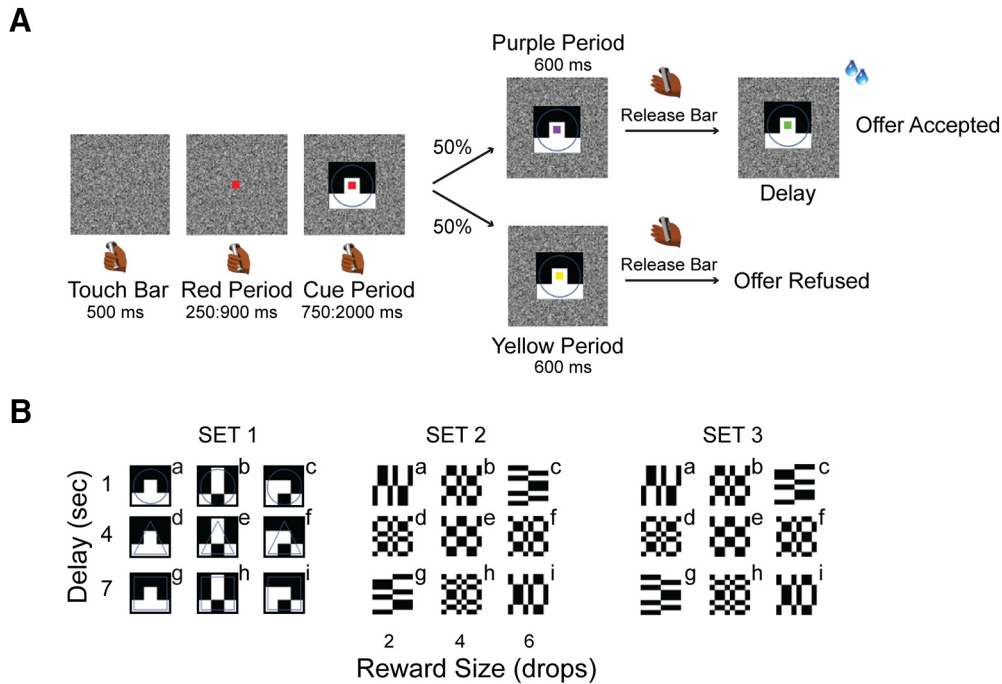 A
Purple Period
600 ms
50%
Release Bar
Offer Accepted
Delay
50%
Release Bar
Offer Refused
Touch Bar
500 ms
Red Period
250:900 ms
Cue Period
750:2000 ms
Yellow Period
600 ms
B
SET 1
SET 2
SET 3
Delay (sec)
1
a
b
c
a
b
c
a
b
c
4
d
e
f
d
e
f
d
e
f
7
g
h
i
g
h
i
g
h
i
2
4
6
Reward Size (drops)